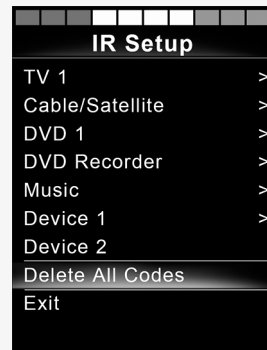 IR Setup
TV 1 >
Cable/Satellite >
DVD 1 >
DVD Recorder >
Music >
Device 1 >
Device 2
Delete All Codes
Exit